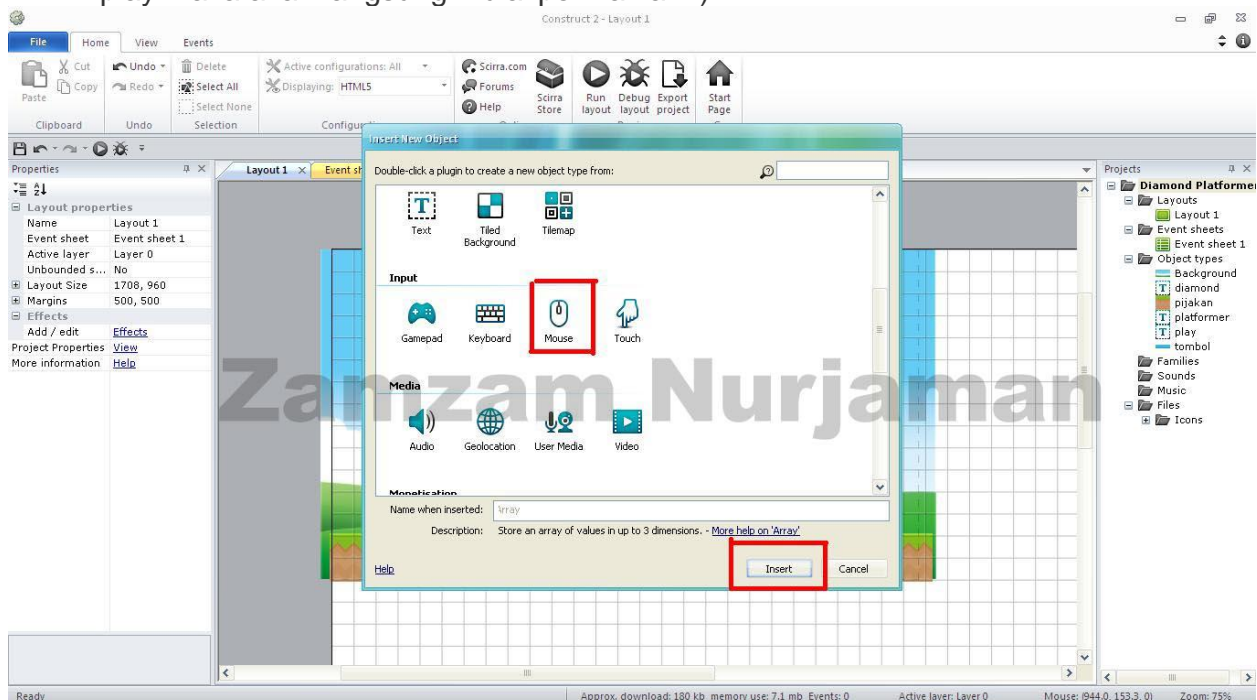 Construct 2 - Layout 1
File Home View Events
Cut
Copy
Paste
Clipboard
Undo
Redo
Undo
Delete
Select All
Select None
Selection
Active configurations: All
Displaying: HTML5
Scirra.com
Forums
Help
Scirra Store
Run layout
Debug layout
Export project
Start Page
Properties
Layout properties
Name Layout 1
Event sheet Event sheet 1
Active layer Layer 0
Unbounded s... No
Layout Size 1708, 960
Margins 500, 500
Effects
Add / edit Effects
Project Properties View
More information Help
Layout 1
Insert New Object
Double-click a plugin to create a new object type from:
Text
Tiled Background
Tilemap
Input
Gamepad Keyboard Mouse Touch
Media
Audio Geolocation User Media Video
Monetisation
Name when inserted: Array
Description: Store an array of values in up to 3 dimensions. - More help on 'Array'
Help
Insert
Cancel
Zamzam Nurjaman
Projects
Diamond Platformer
Layouts
Layout 1
Event sheets
Event sheet 1
Object types
Background
diamond
pijakan
platformer
play
tombol
Families
Sounds
Music
Files
Icons
Ready
Approx. download: 180 kb memory use: 7.1 mb Events: 0 Active layer: Layer 0 Mouse: (944.0, 153.3, 0) Zoom: 75%